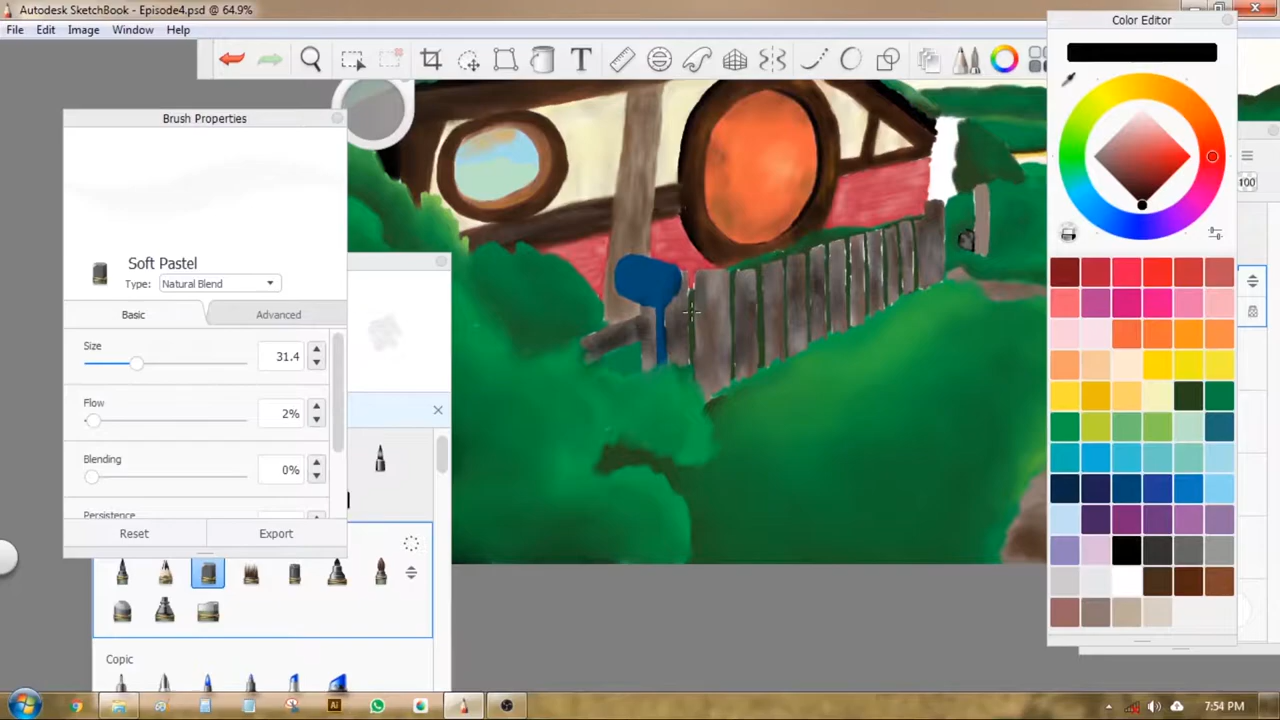 Autodesk SketchBook - Episode4.psd @ 64.9%
File Edit Image Window Help
T
Color Editor
Brush Properties
Soft Pastel
Type: Natural Blend
Basic Advanced
Size
31.4
Flow
2%
Blending
0%
Persistence
Reset Export
Copic
100
Ai
7:54 PM